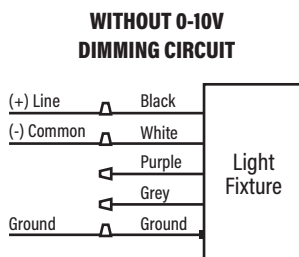 WITHOUT 0-10V
DIMMING CIRCUIT
(+) Line Black
(-) Common White
Purple
Grey
Ground Ground
Light
Fixture